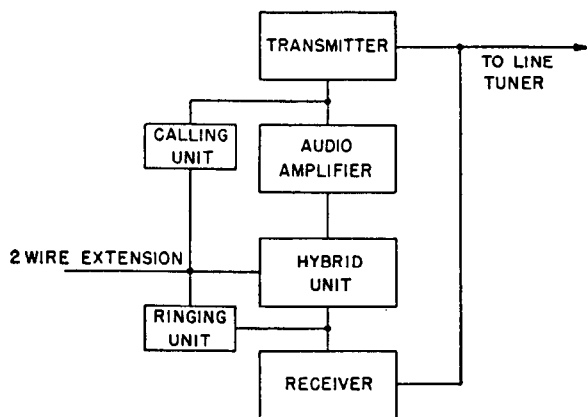 TRANSMITTER
TO LINE
TUNER
CALLING
UNIT
AUDIO
AMPLIFIER
2 WIRE EXTENSION
HYBRID
UNIT
RINGING
UNIT
RECEIVER